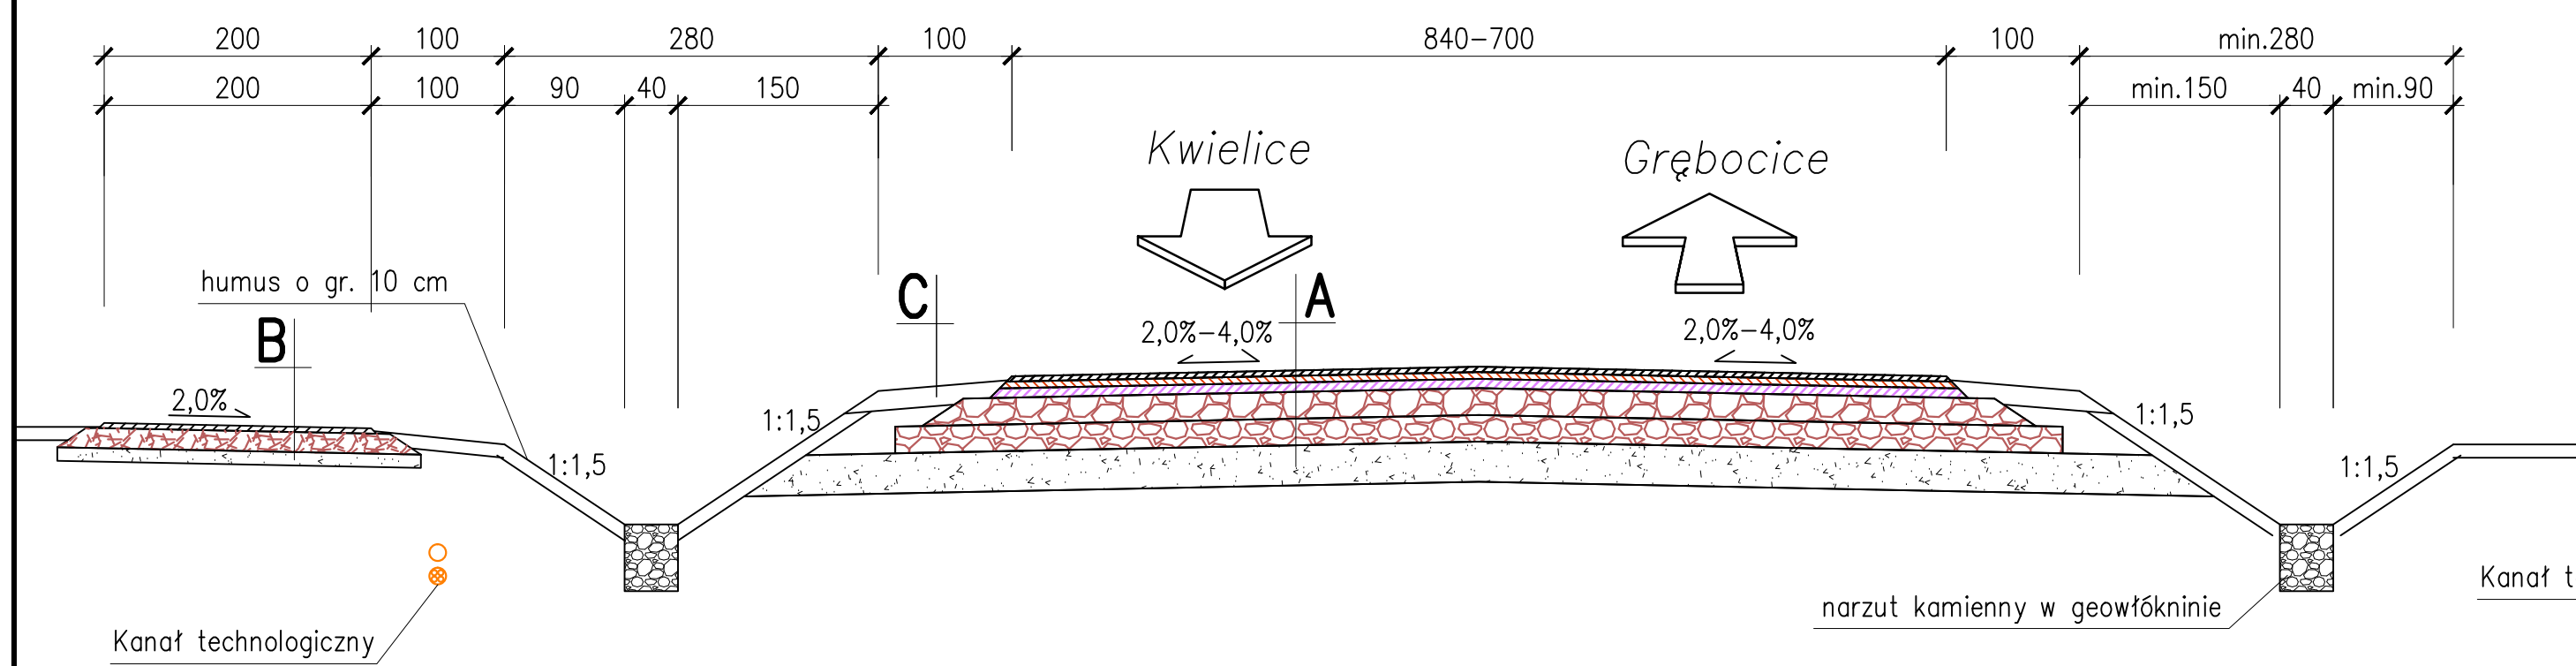 200 100 280 100 840-700 100 min.280
200 100 90 40 150 min.150 40 min.90
Kwielice
Grębocice
humus o gr. 10 cm
C
A
B
2,0%-4,0%
2,0%-4,0%
2,0%
1:1,5
1:1,5
1:1,5
1:1,5
Kanał t
narzut kamienny w geowłókninie
Kanał technologiczny